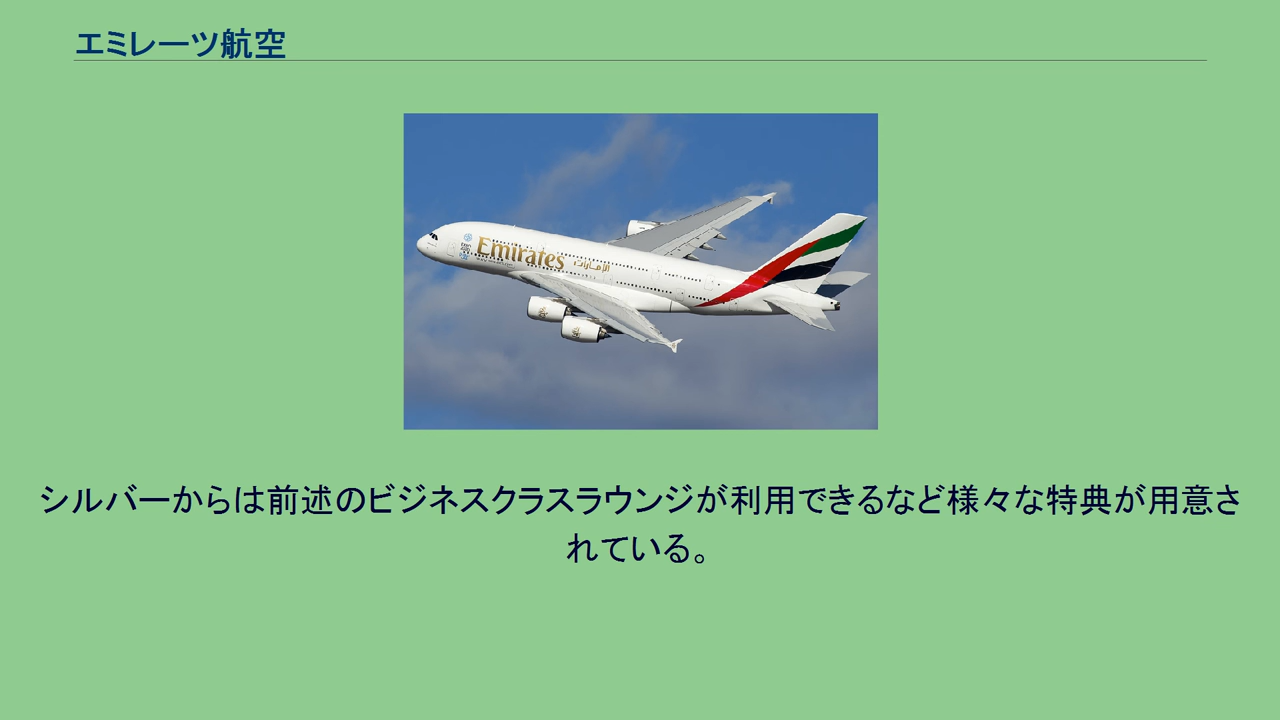 エミレーツ航空
Emirates
الإمارات
シルバーからは前述のビジネスクラスラウンジが利用できるなど様々な特典が用意さ
れている。